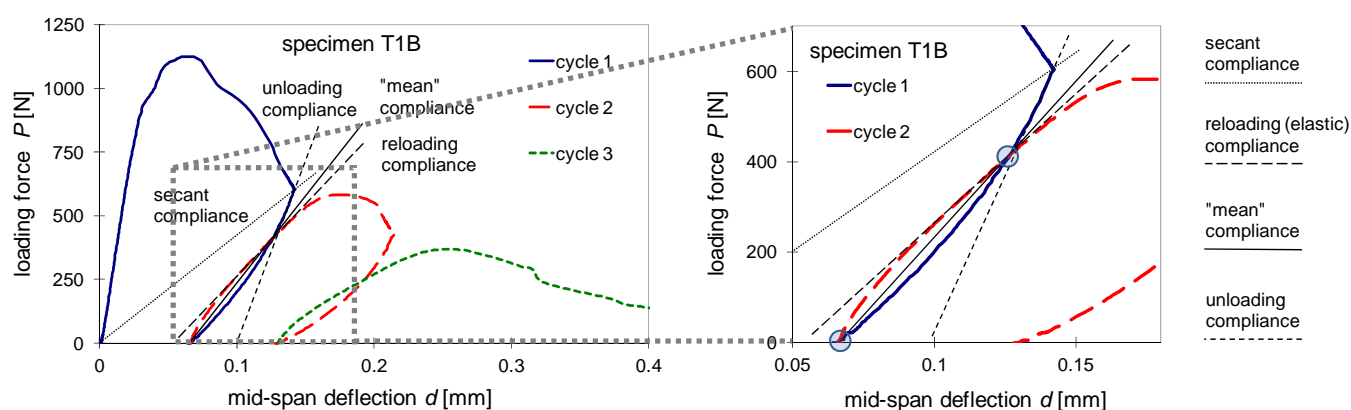 specimen T1B
1250
1000
750
500
250
0
loading force P [N]
0
0.1
0.2
0.3
0.4
mid-span deflection d [mm]
cycle 1
cycle 2
cycle 3
unloading
compliance
"mean"
compliance
reloading
compliance
secant
compliance
specimen T1B
cycle 1
cycle 2
600
400
200
0
loading force P [N]
0.05
0.1
0.15
mid-span deflection d [mm]
secant
compliance
reloading (elastic)
compliance
"mean"
compliance
unloading
compliance